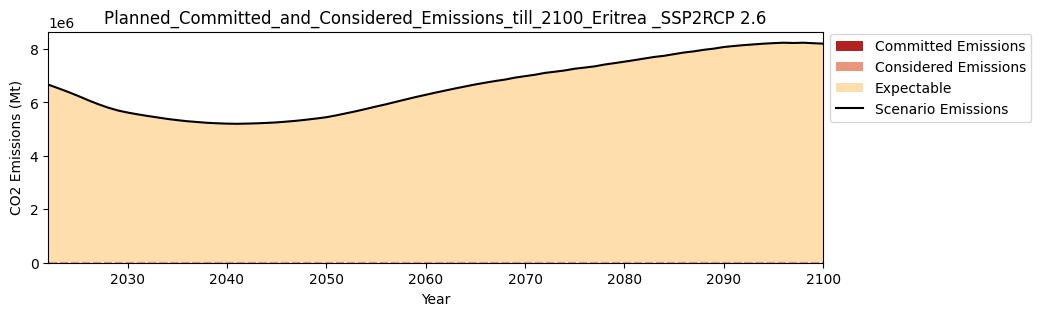 Planned_Committed_and_Considered_Emissions_till_2100_Eritrea _SSP2RCP 2.6
1e6
8
6
4
2
0
CO2 Emissions (Mt)
2030 2040 2050 2060 2070 2080 2090 2100
Year
Committed Emissions
Considered Emissions
Expectable
Scenario Emissions